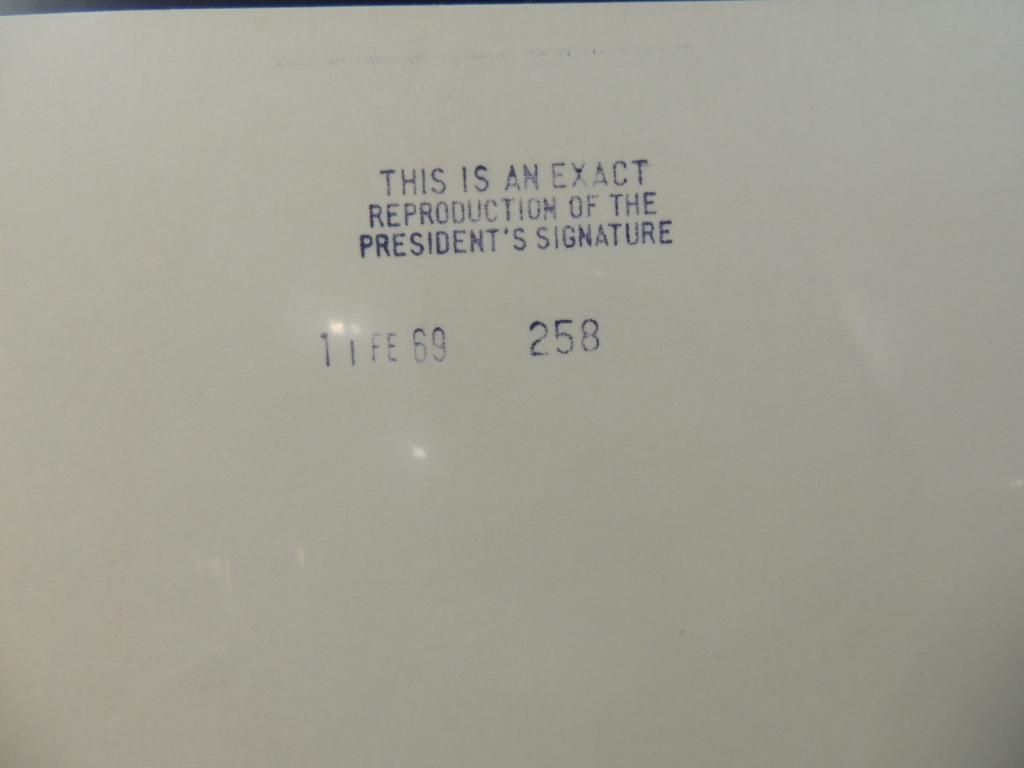 THIS IS AN EXACT
REPRODUCTION OF THE
PRESIDENT'S SIGNATURE
11 FE 69 258